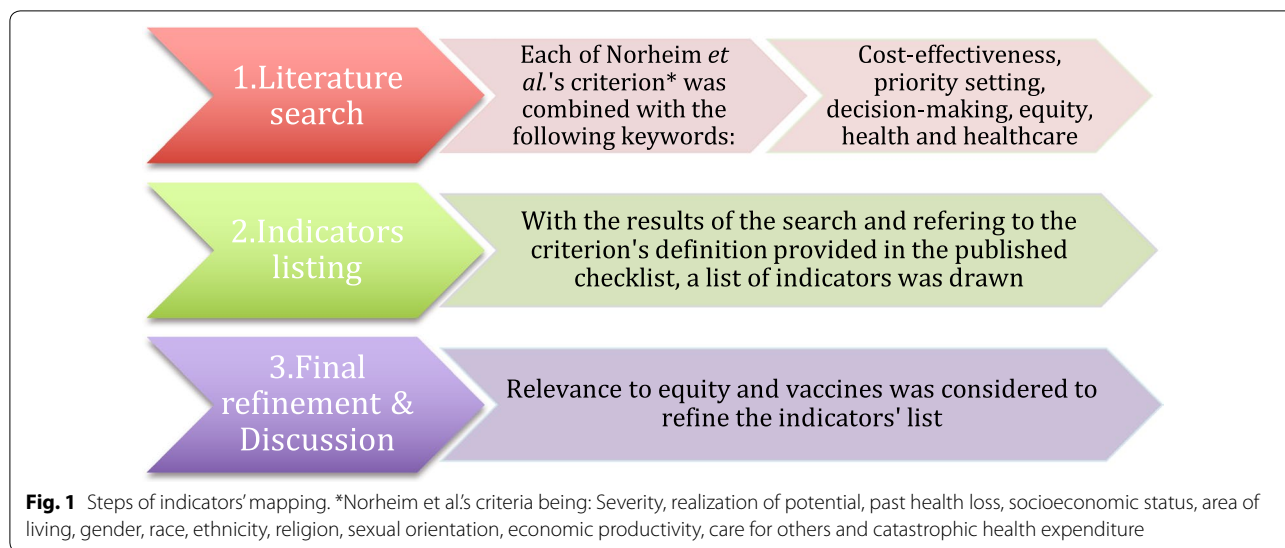 1.Literature
search
Each of Norheim et
al.'s criterion* was
combined with the
following keywords:
Cost-effectiveness,
priority setting,
decision-making, equity,
health and healthcare
2.Indicators
listing
With the results of the search and refering to the
criterion's definition provided in the published
checklist, a list of indicators was drawn
3.Final
refinement &
Discussion
Relevance to equity and vaccines was considered to
refine the indicators' list
Fig. 1 Steps of indicators' mapping. *Norheim et al.'s criteria being: Severity, realization of potential, past health loss, socioeconomic status, area of
living, gender, race, ethnicity, religion, sexual orientation, economic productivity, care for others and catastrophic health expenditure